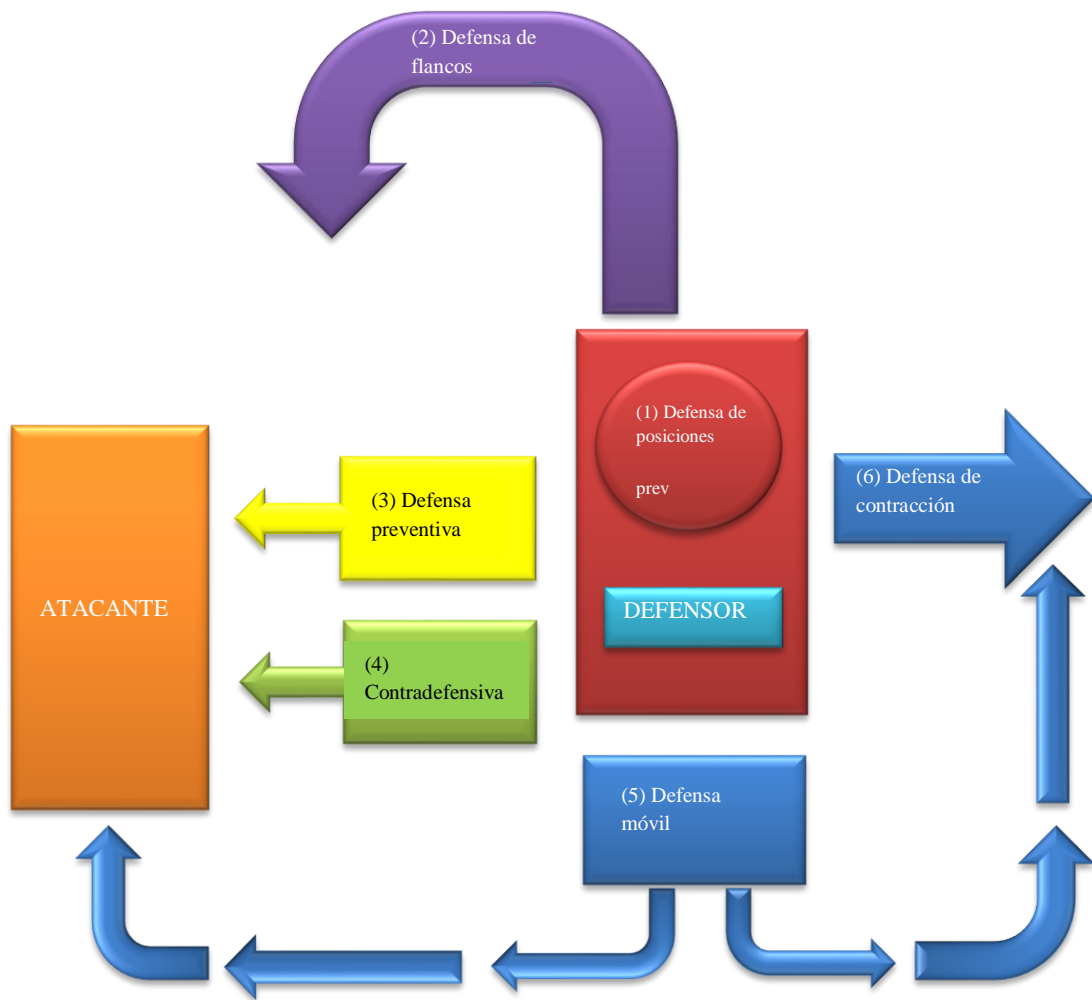 (2) Defensa de
flancos
(1) Defensa de
posiciones
prev
(6) Defensa de
contracción
(3) Defensa
preventiva
ATACANTE
DEFENSOR
(4)
Contradefensiva
(5) Defensa
móvil